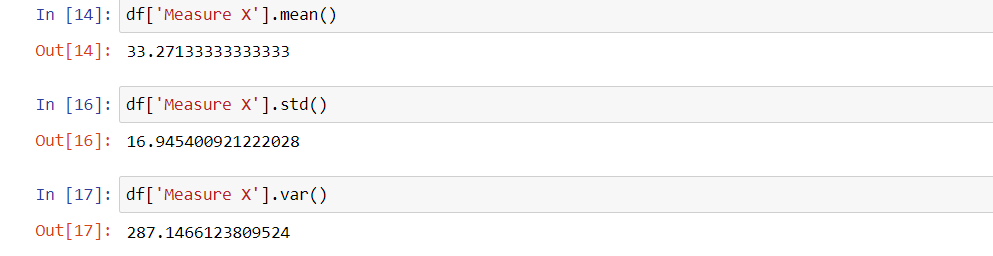 In [14]: df['Measure X'].mean()
Out[14]: 33.27133333333333
In [16]: df['Measure X'].std()
Out[16]: 16.945400921222028
In [17]: df['Measure X'].var()
Out[17]: 287.1466123809524